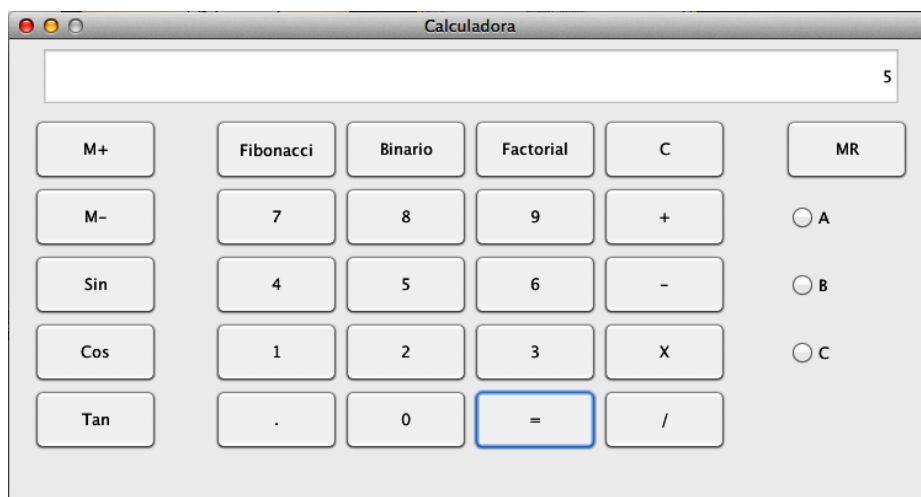 Calculadora
5
M+ Fibonacci Binario Factorial C MR
M- 7 8 9 + A
Sin 4 5 6 - B
Cos 1 2 3 X C
Tan . 0 = /